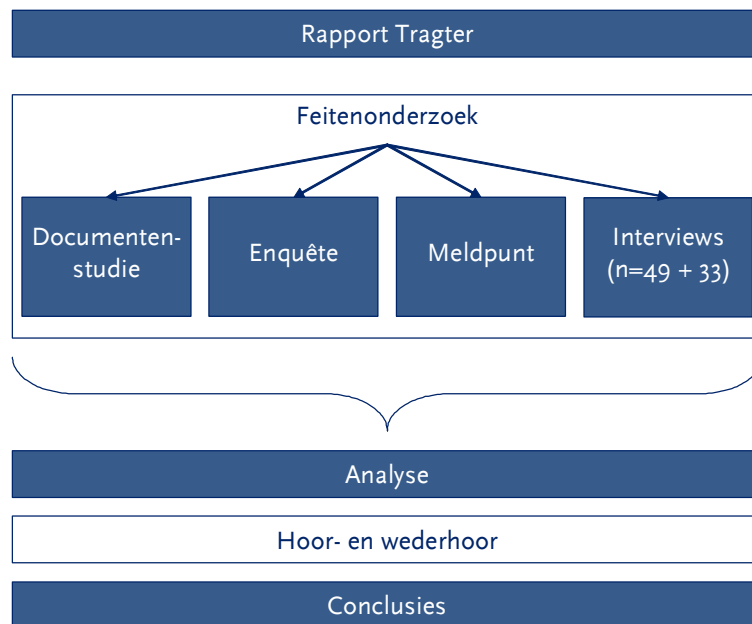 Rapport Tragter
Feitenonderzoek
Documenten-
studie
Enquête
Meldpunt
Interviews
(n=49 + 33)
Analyse
Hoor- en wederhoor
Conclusies